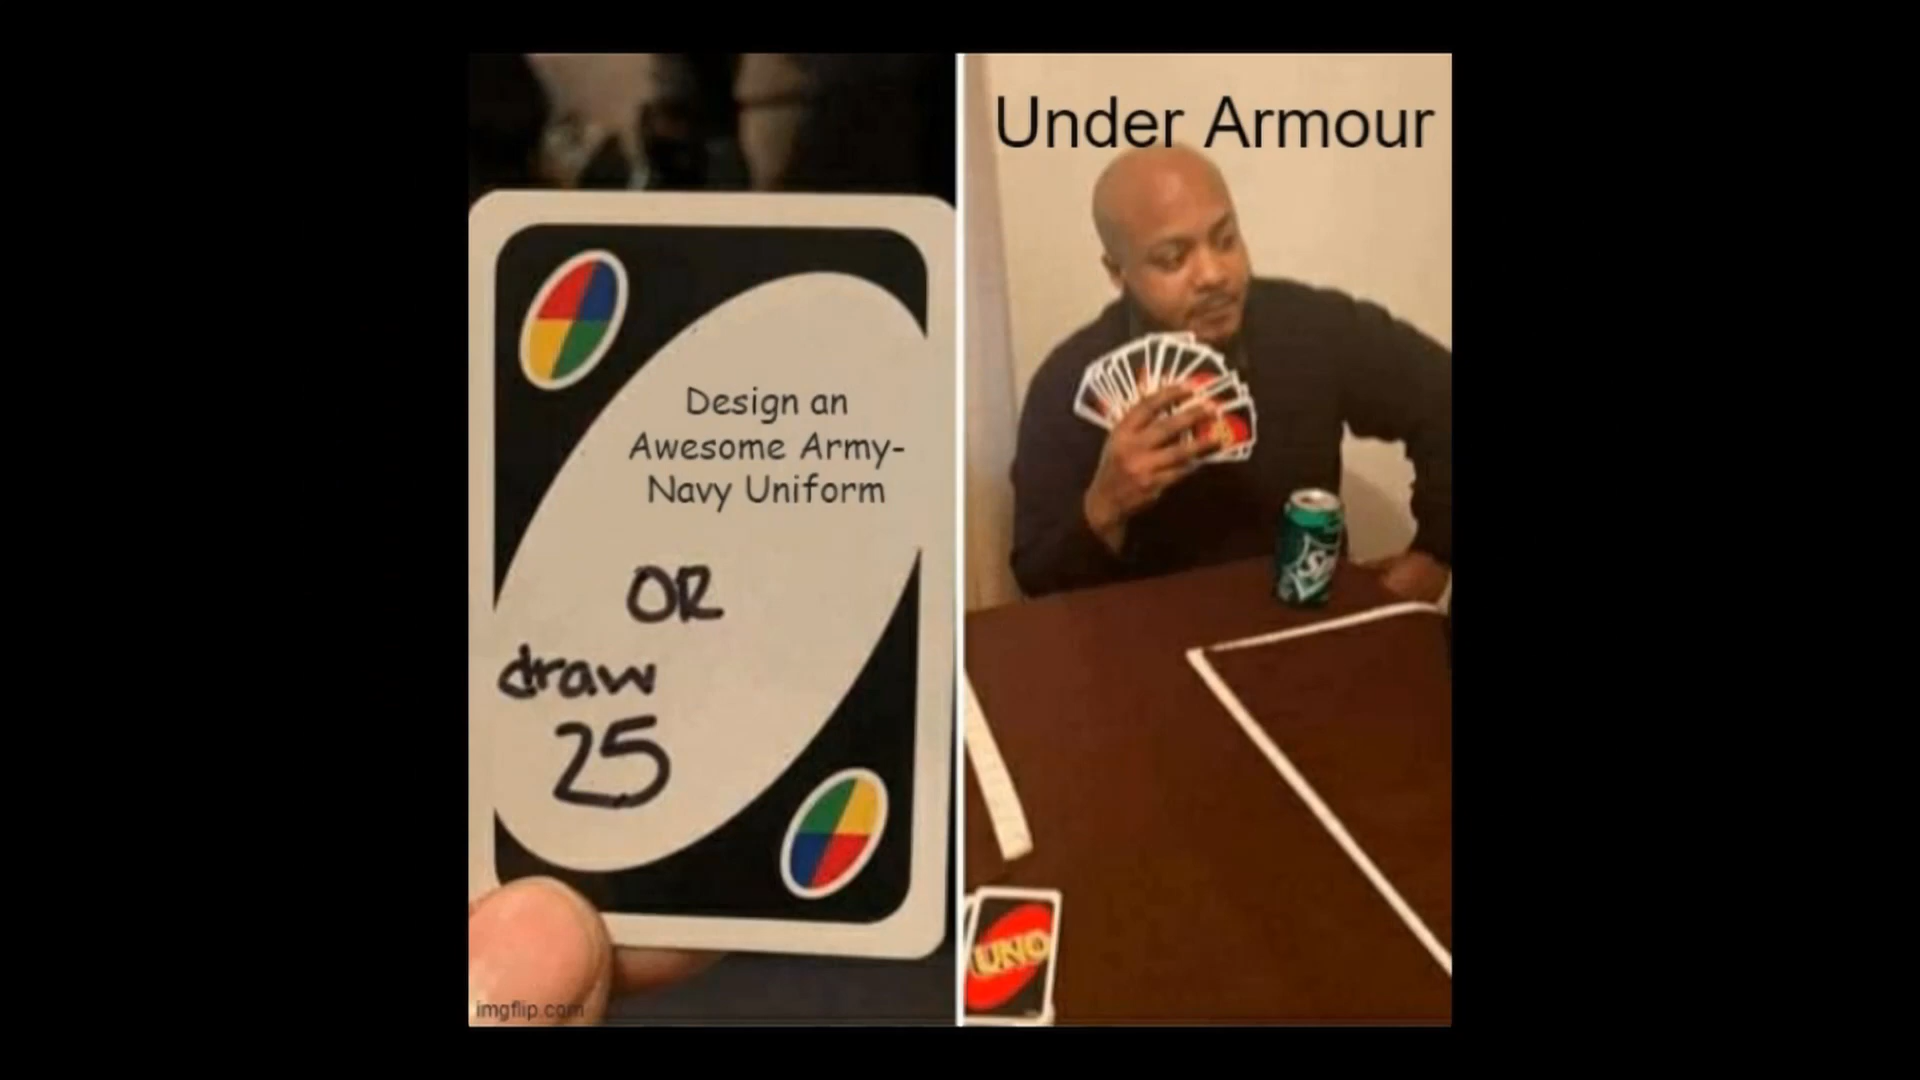 Under Armour
Design an
Awesome Army-
Navy Uniform
OR
draw
25
UNO
imgflip.com